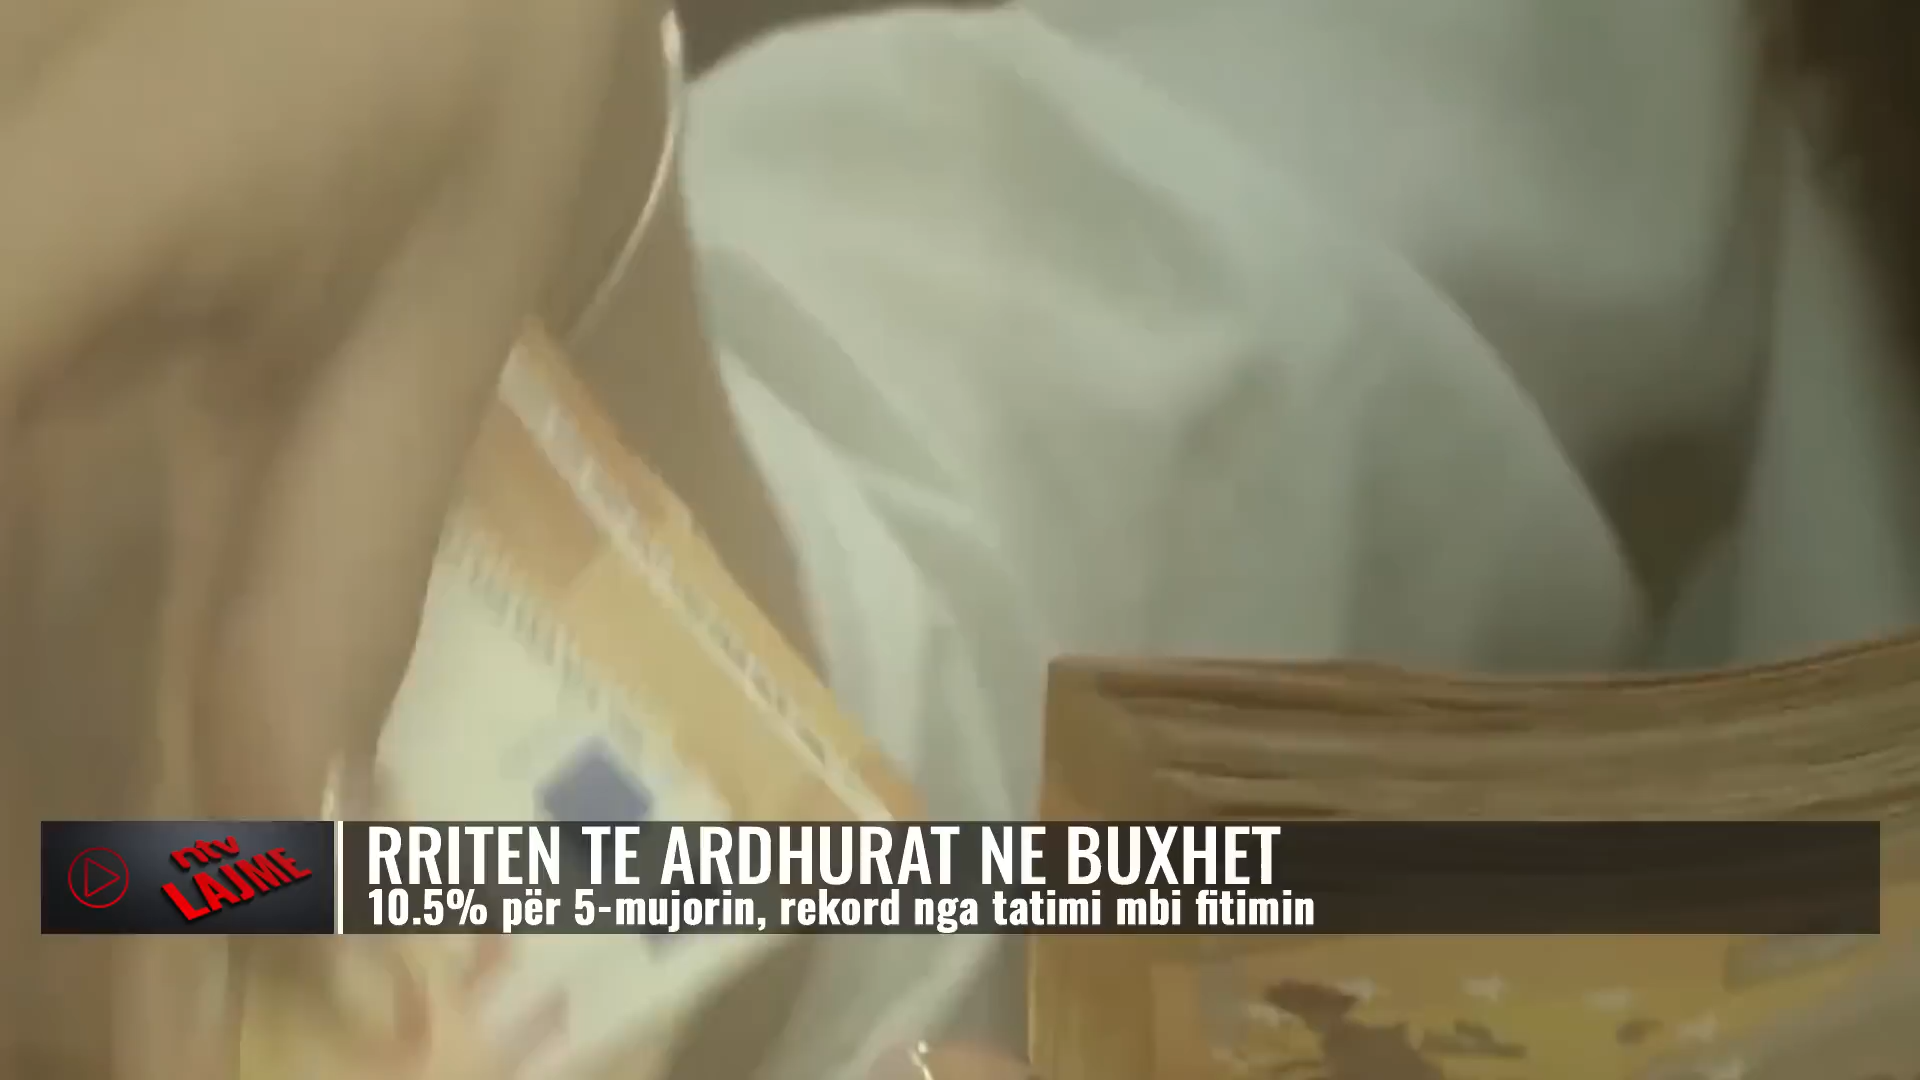 ntv
LAJME
RRITEN TE ARDHURAT NE BUXHET
10.5% për 5-mujorin, rekord nga tatimi mbi fitimin